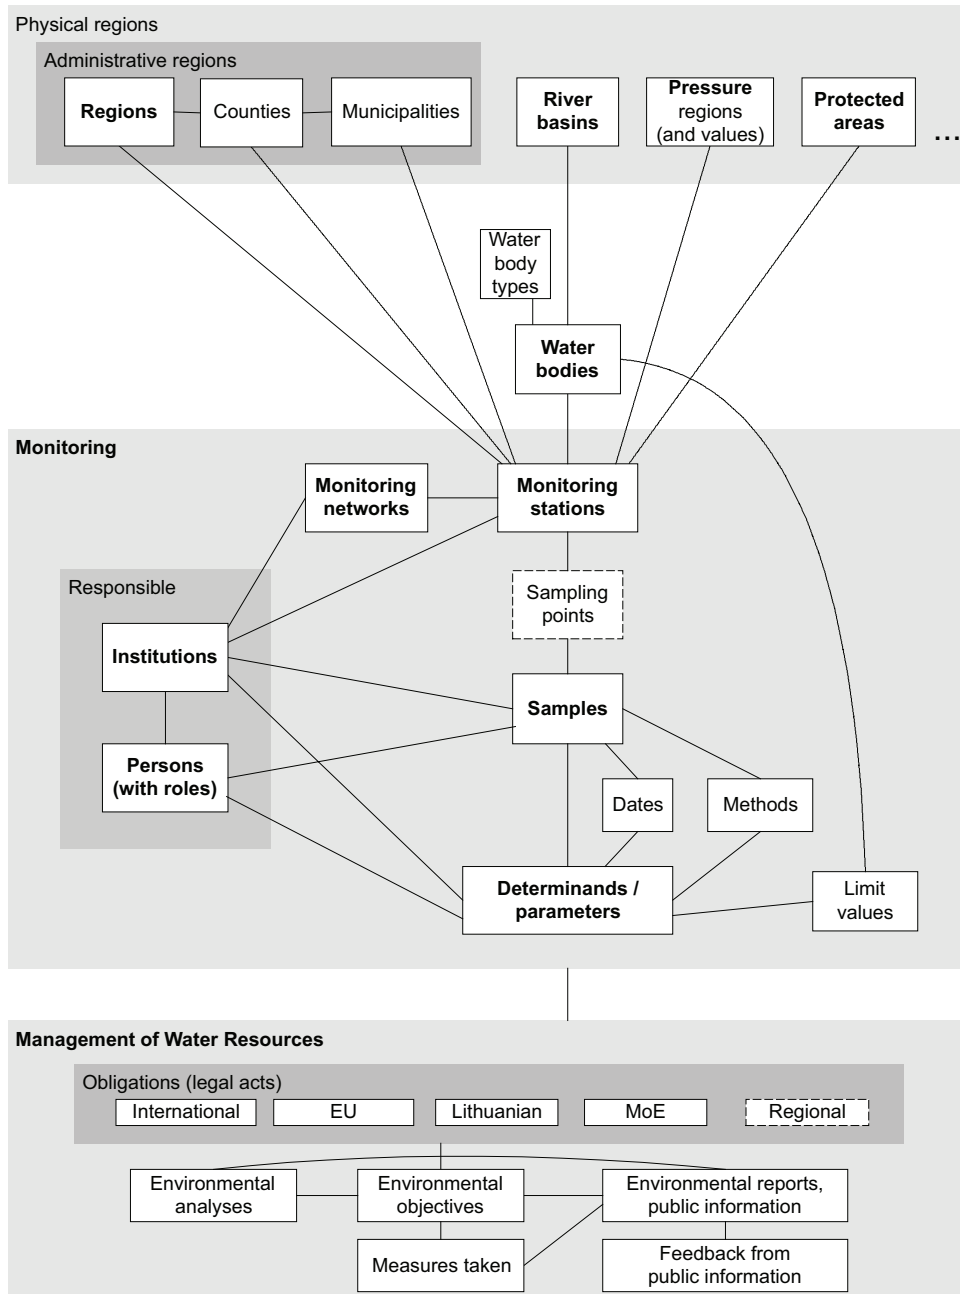 Physical regions
Administrative regions
Regions
Counties
Municipalities
River
basins
Pressure
regions
(and values)
Protected
areas
...
Water
body
types
Water
bodies
Monitoring
Monitoring
networks
Monitoring
stations
Responsible
Sampling
points
Institutions
Samples
Persons
(with roles)
Dates
Methods
Determinands /
parameters
Limit
values
Management of Water Resources
Obligations (legal acts)
International
EU
Lithuanian
MoE
Regional
Environmental
analyses
Environmental
objectives
Environmental reports,
public information
Measures taken
Feedback from
public information